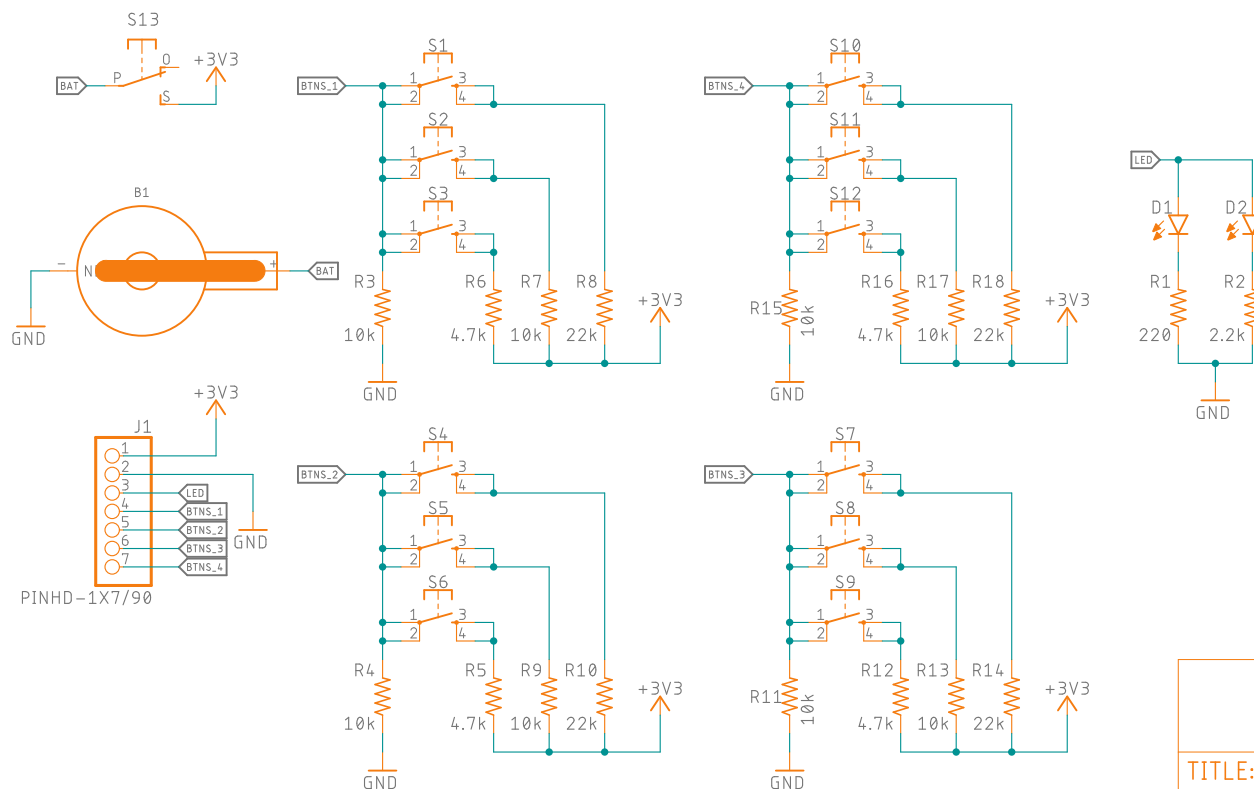 S13
P
O
S
+3V3
BAT
B1
-
N
+
BAT
GND
+3V3
J1
1
2
3
4
5
6
7
LED
BTNS_1
BTNS_2
BTNS_3
BTNS_4
GND
PINHD-1X7/90
BTNS_1
S1
1
2
3
4
S2
1
2
3
4
S3
1
2
3
4
R3
10k
R6
4.7k
R7
10k
R8
22k
+3V3
GND
BTNS_4
S10
1
2
3
4
S11
1
2
3
4
S12
1
2
3
4
R15
10k
R16
4.7k
R17
10k
R18
22k
+3V3
GND
LED
D1
D2
R1
220
R2
2.2k
GND
BTNS_2
S4
1
2
3
4
S5
1
2
3
4
S6
1
2
3
4
R4
10k
R5
4.7k
R9
10k
R10
22k
+3V3
GND
BTNS_3
S7
1
2
3
4
S8
1
2
3
4
S9
1
2
3
4
R11
10k
R12
4.7k
R13
10k
R14
22k
+3V3
GND
TITLE: